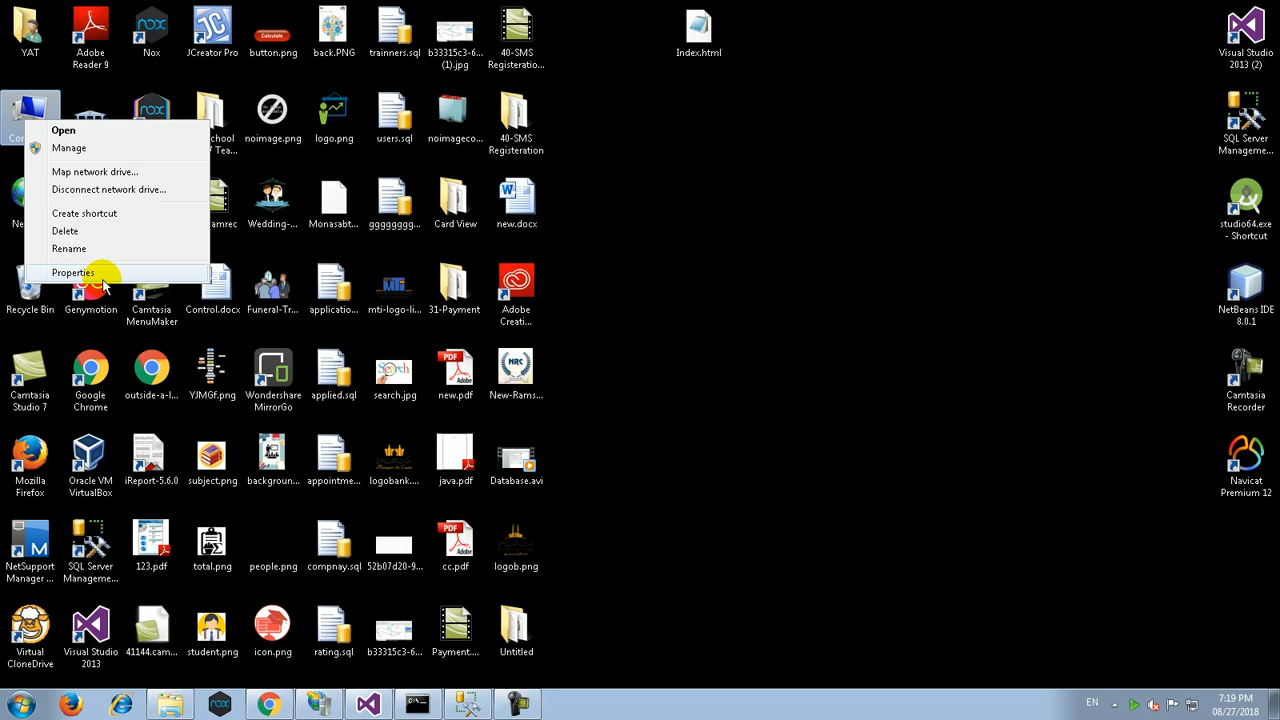 YAT
Adobe
Reader 9
Nox
JCreator Pro
button.png
back.PNG
trainners.sql
b33315c3-6...
(1).jpg
40-SMS
Registratio...
Index.html
Visual Studio
2013 (2)
Open
Manage
Map network drive...
Disconnect network drive...
Create shortcut
Delete
Rename
Properties
noimage.png
logo.png
users.sql
noimageco...
40-SMS
Registration
SQL Server
Manageme...
Wedding-...
Monasabt...
gggggggg...
Card View
new.docx
studio64.exe
- Shortcut
Recycle Bin
Genymotion
Camtasia
MenuMaker
Control.docx
Funeral-Tr...
applicatio...
mti-logo-li...
31-Payment
Adobe
Creati...
NetBeans IDE
8.0.1
Camtasia
Studio 7
Google
Chrome
outside-a-l...
YJMGf.png
Wondershare
MirrorGo
applied.sql
search.jpg
new.pdf
New-Rams...
Camtasia
Recorder
Mozilla
Firefox
Oracle VM
VirtualBox
iReport-5.6.0
subject.png
backgroun...
appointme...
logobank....
java.pdf
Database.avi
Navicat
Premium 12
NetSupport
Manager ...
SQL Server
Manageme...
123.pdf
total.png
people.png
compnay.sql
52b07d20-9...
cc.pdf
logob.png
Virtual
CloneDrive
Visual Studio
2013
41144.cam...
student.png
icon.png
rating.sql
b33315c3-6...
Payment....
Untitled
EN
7:19 PM
08/27/2018